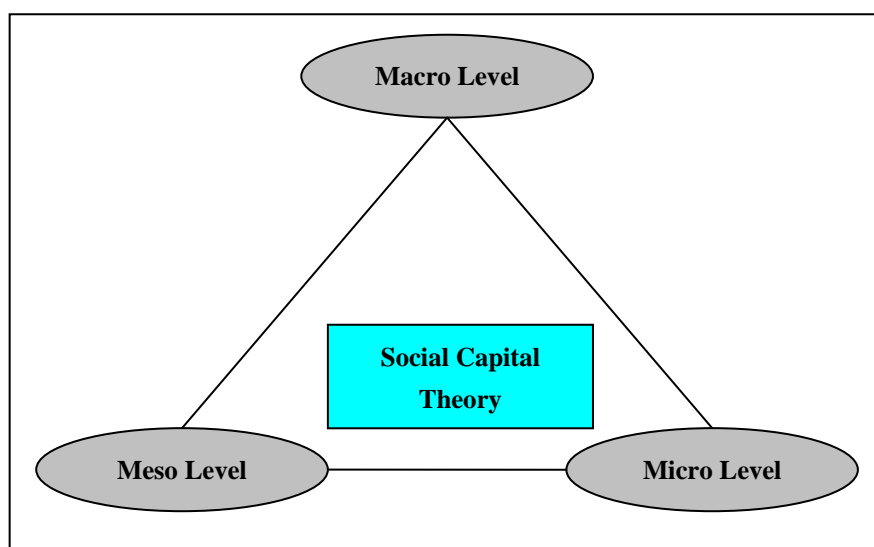 Macro Level
Social Capital
Theory
Meso Level
Micro Level